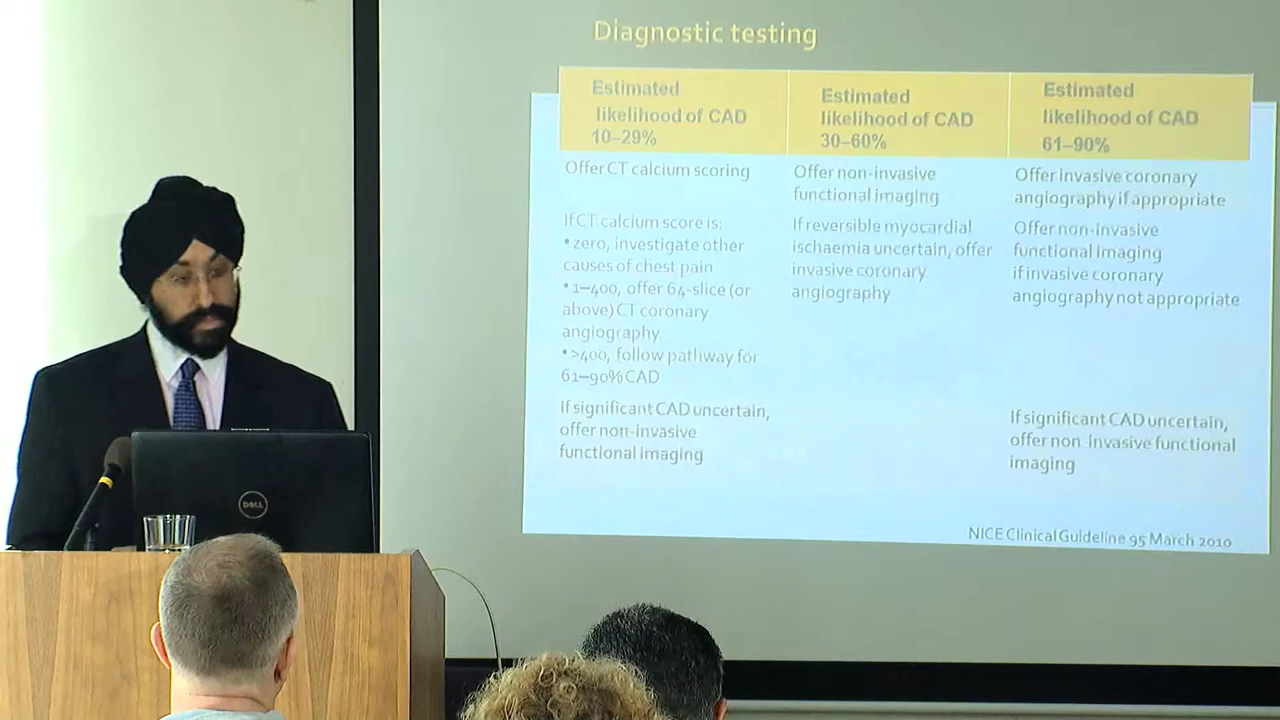 Diagnostic testing
Estimated
likelihood of CAD
10–29%
Estimated
likelihood of CAD
30–60%
Estimated
likelihood of CAD
61–90%
Offer CT calcium scoring
If CT calcium score is:
•zero, investigate other
causes of chest pain
•1–400, offer 64-slice (or
above) CT coronary
angiography
•>400, follow pathway for
61–90% CAD
If significant CAD uncertain,
offer non-invasive
functional imaging
Offer non-invasive
functional imaging
If reversible myocardial
ischaemia uncertain, offer
invasive coronary
angiography
Offer invasive coronary
angiography if appropriate
Offer non-invasive
functional imaging
if invasive coronary
angiography not appropriate
If significant CAD uncertain,
offer non invasive functional
imaging
NICE Clinical Guideline 95 March 2010
DELL